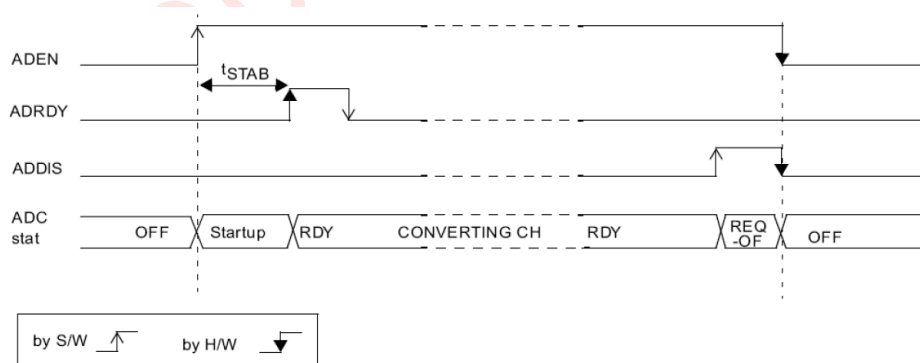 ADEN
tSTAB
ADRDY
ADDIS
ADC
stat
OFF
Startup
RDY
CONVERTING CH
RDY
REQ
-OF
OFF
by S/W
by H/W